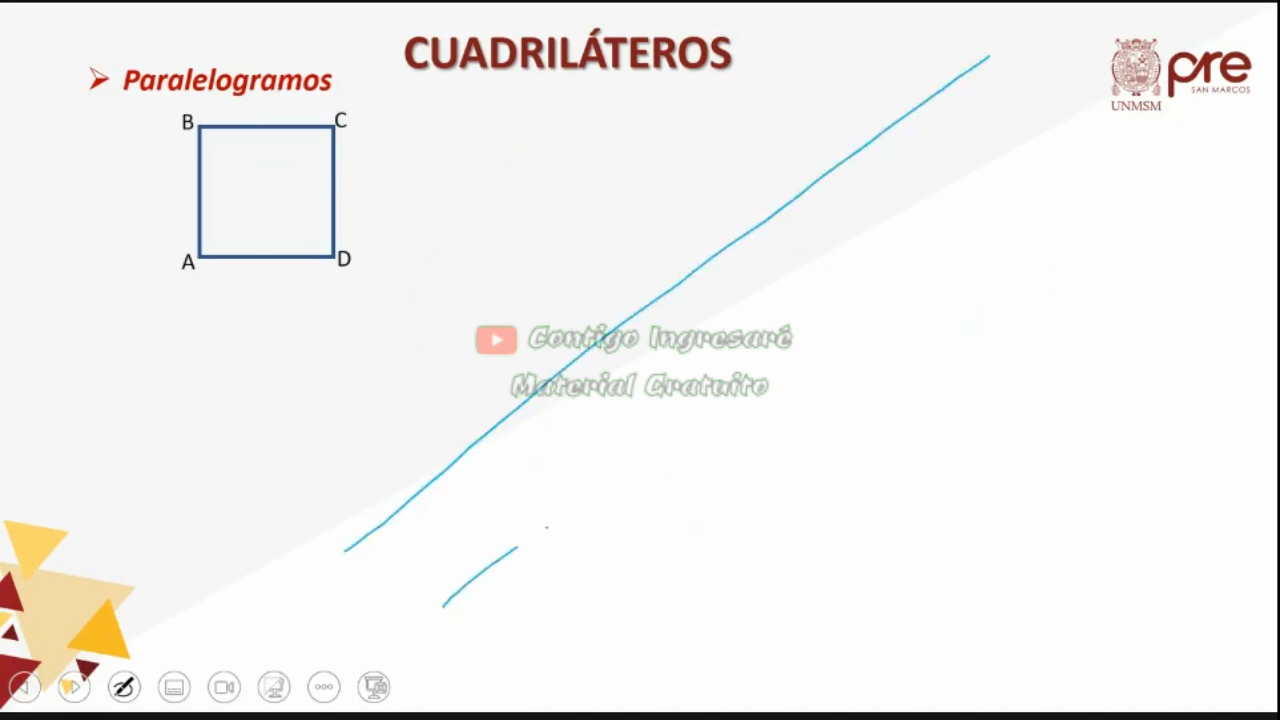 CUADRILÁTEROS
Paralelogramos
pre
SAN MARCOS
UNMSM
B
C
A
D
Contigo Ingresaré
Material Gratuito